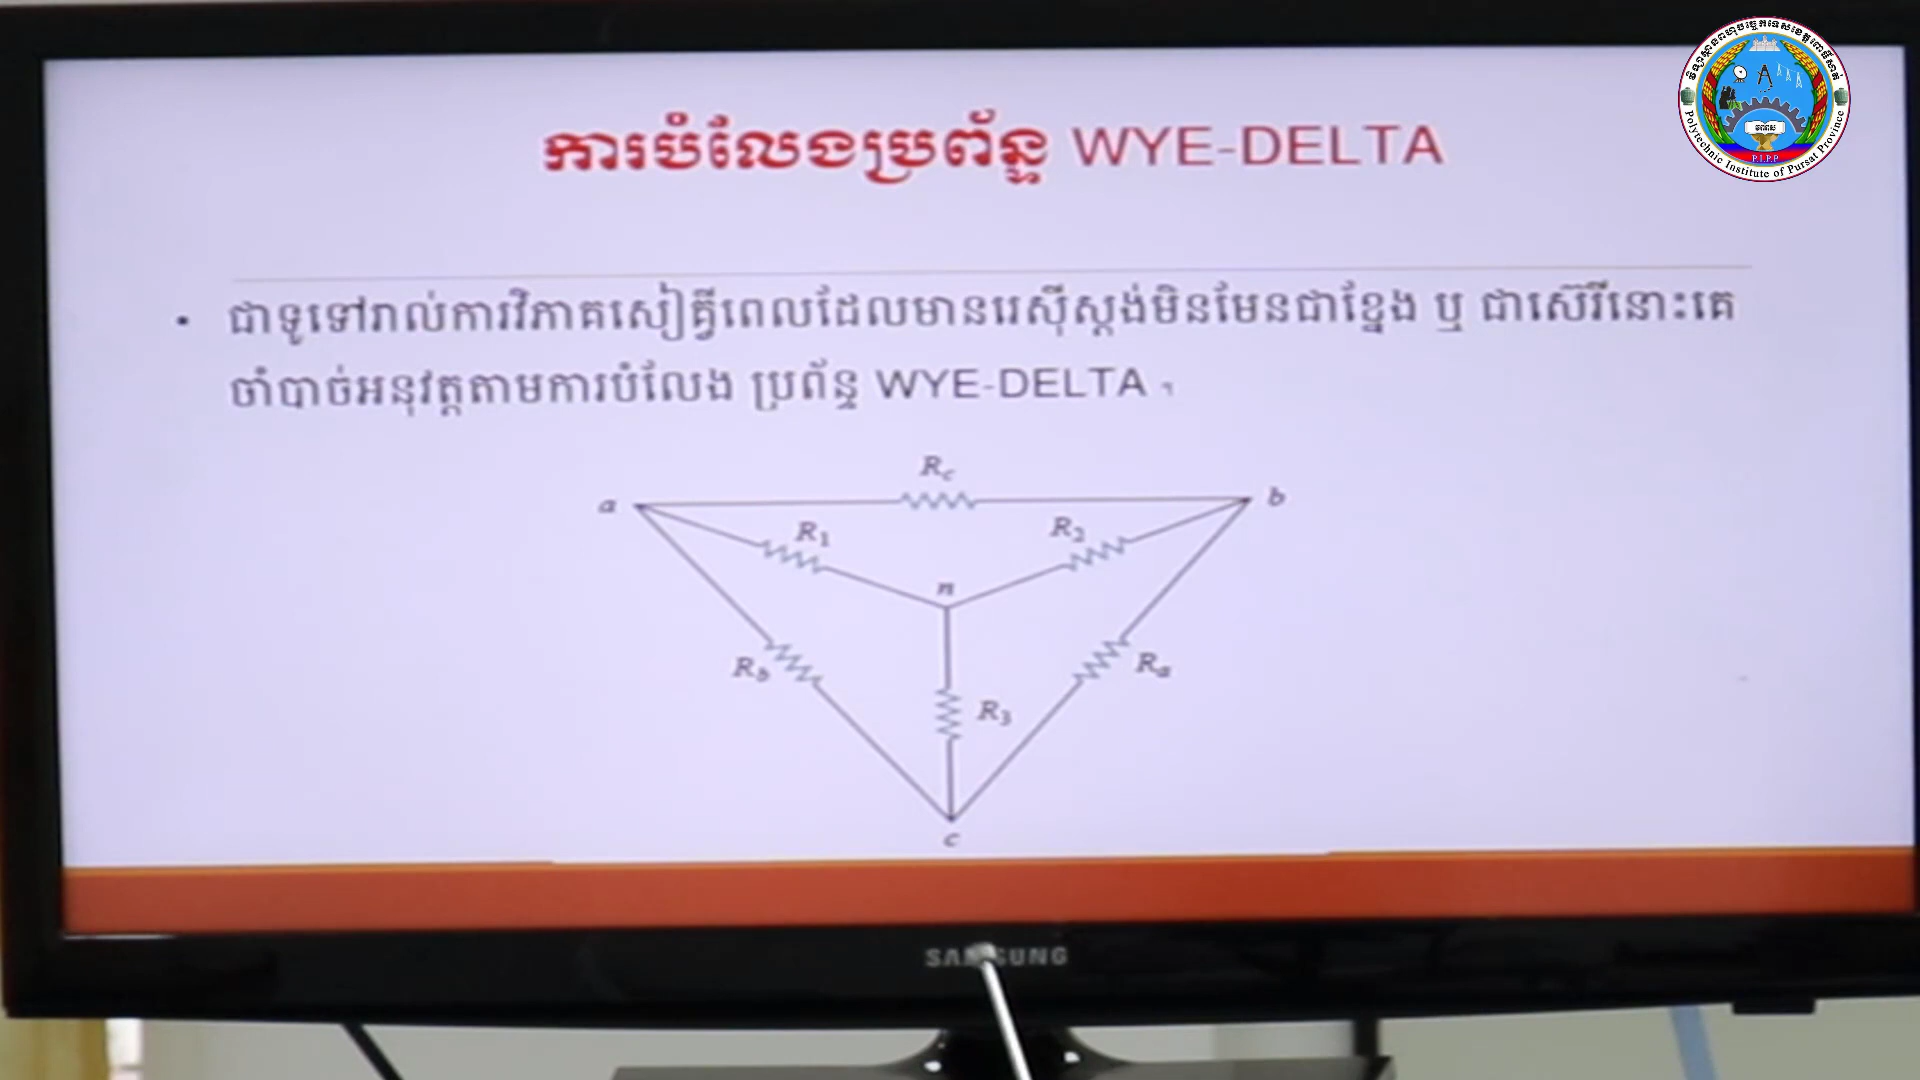 ការបំលែងប្រព័ន្ធ WYE-DELTA
• ជាទូទៅរាល់ការវិភាគសៀគ្វីពេលដែលមានរេស៊ីស្តង់មិនមែនជាខ្នែង ឬ ជាស៊េរីនោះគេ
ចាំបាច់អនុវត្តតាមការបំលែង ប្រព័ន្ធ WYE-DELTA ។
Rc
a
b
R1
R2
n
Rb
Ra
R3
c
SAMSUNG
Polytechnic Institute of Pursat Province
P.I.P.P